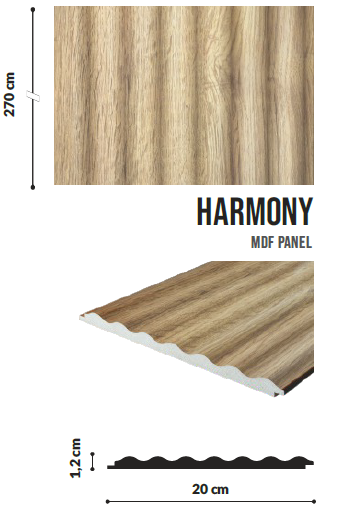 270 cm
HARMONY
MDF PANEL
1,2 cm
20 cm